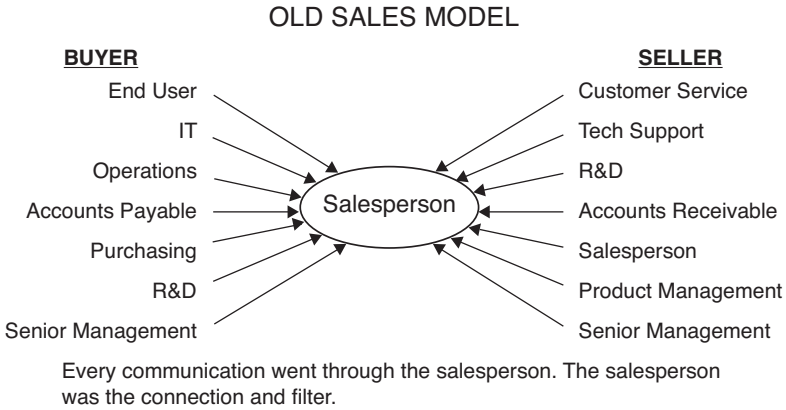 OLD SALES MODEL
BUYER
SELLER
End User
Customer Service
IT
Tech Support
Operations
R&D
Accounts Payable
Salesperson
Accounts Receivable
Purchasing
Salesperson
R&D
Product Management
Senior Management
Senior Management
Every communication went through the salesperson. The salesperson
was the connection and filter.